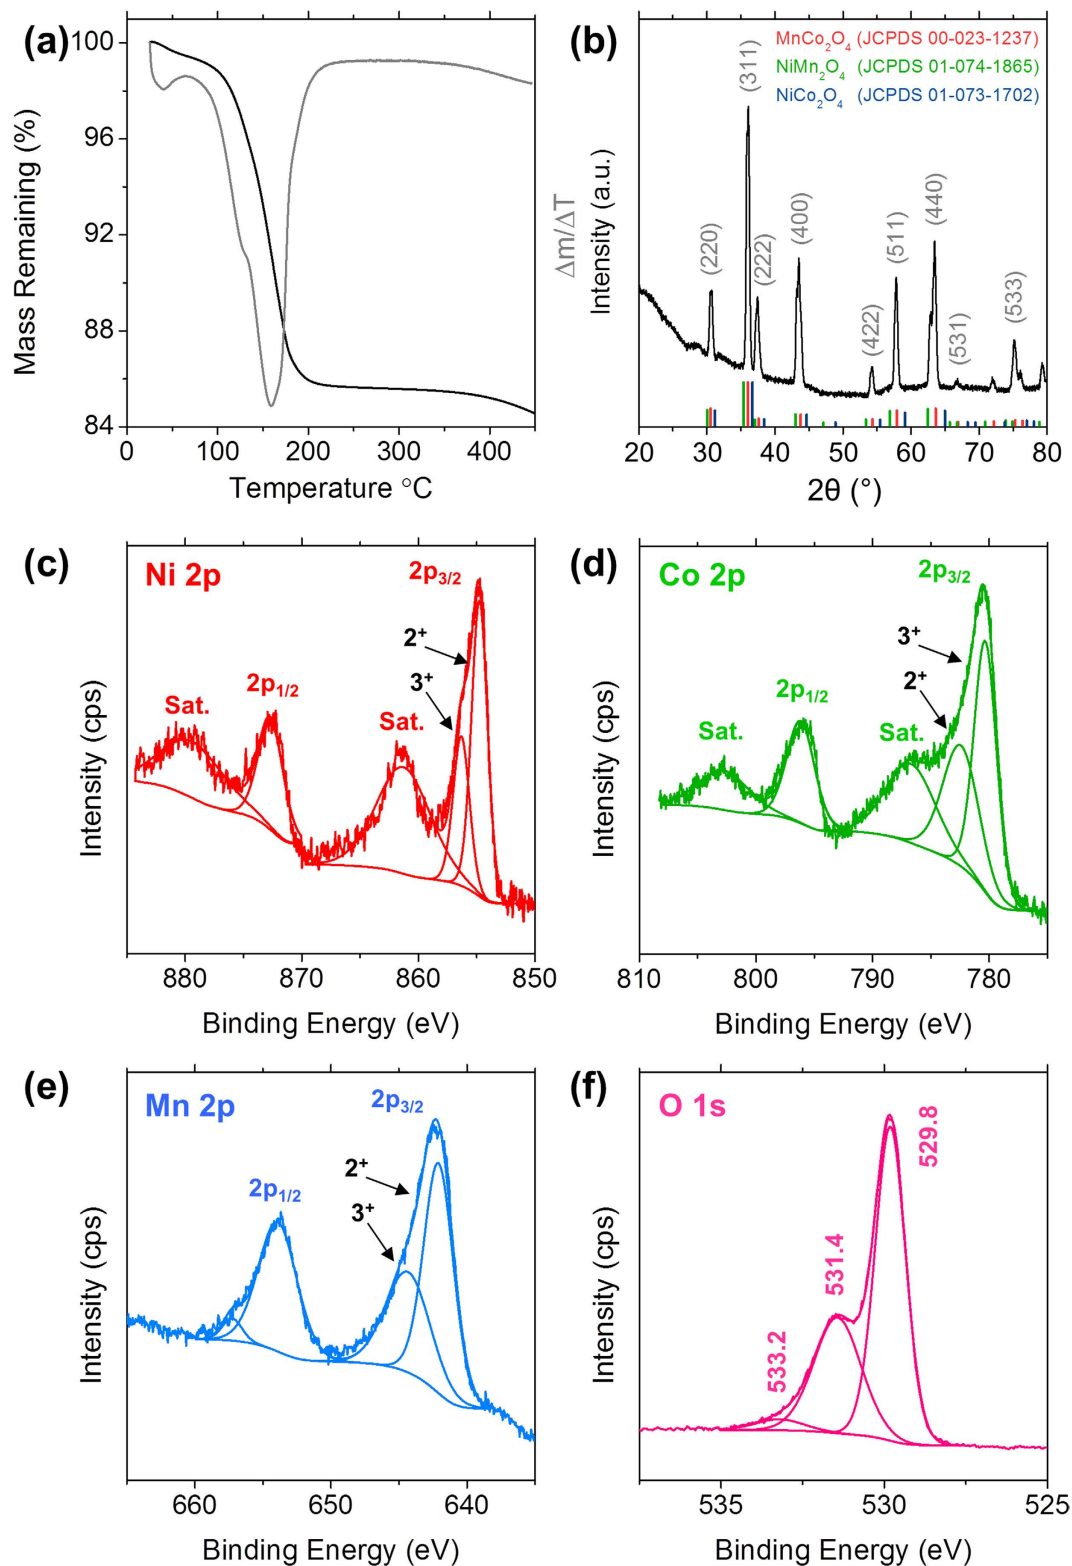 (a)
100
96
92
88
84
Mass Remaining (%)
Δm/ΔT
0
100
200
300
400
Temperature °C
(b)
MnCo₂O₄ (JCPDS 00-023-1237)
NiMn₂O₄ (JCPDS 01-074-1865)
NiCo₂O₄ (JCPDS 01-073-1702)
(220)
(311)
(222)
(400)
(422)
(511)
(440)
(531)
(533)
Intensity (a.u.)
20
30
40
50
60
70
80
2θ (°)
(c)
Ni 2p
2p₃/₂
2⁺
3⁺
2p₁/₂
Sat.
Sat.
Intensity (cps)
880
870
860
850
Binding Energy (eV)
(d)
Co 2p
2p₃/₂
3⁺
2⁺
2p₁/₂
Sat.
Sat.
Intensity (cps)
810
800
790
780
Binding Energy (eV)
(e)
Mn 2p
2p₃/₂
2⁺
3⁺
2p₁/₂
Intensity (cps)
660
650
640
Binding Energy (eV)
(f)
O 1s
529.8
531.4
533.2
Intensity (cps)
535
530
525
Binding Energy (eV)